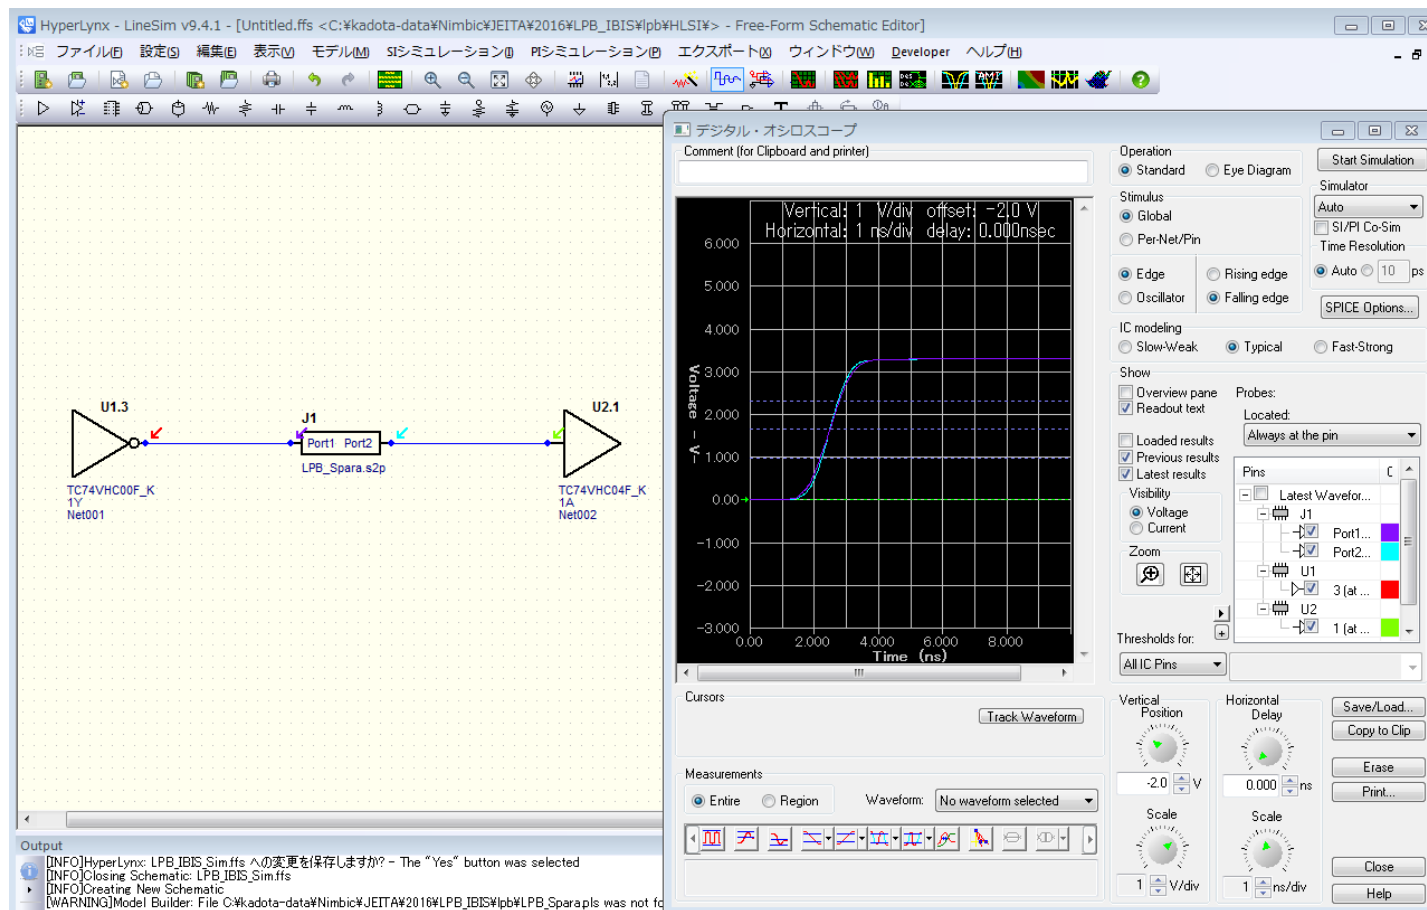 HyperLynx - LineSim v9.4.1 - [Untitled.ffs <C:¥kadota-data¥Nimbic¥JEITA¥2016¥LPB_IBIS¥lpb¥HLSI¥> - Free-Form Schematic Editor]
ファイル(F) 設定(S) 編集(E) 表示(V) モデル(M) SIシミュレーション(I) PIシミュレーション(P) エクスポート(X) ウィンドウ(W) Developer ヘルプ(H)
デジタル・オシロスコープ
Comment (for Clipboard and printer)
Vertical: 1 V/div offset: -2.0 V
Horizontal: 1 ns/div delay: 0.000nsec
6.000
5.000
4.000
3.000
2.000
1.000
0.00
-1.000
-2.000
-3.000
Voltage - V-
0.00 2.000 4.000 6.000 8.000
Time (ns)
U1.3
TC74VHC00F_K
1Y
Net001
J1
Port1 Port2
LPB_Spara.s2p
U2.1
TC74VHC04F_K
1A
Net002
Operation
Standard Eye Diagram
Start Simulation
Stimulus
Global
Per-Net/Pin
Simulator
Auto
SI/PI Co-Sim
Time Resolution
Auto 10 ps
Edge Rising edge
Oscillator Falling edge
SPICE Options...
IC modeling
Slow-Weak Typical Fast-Strong
Show
Overview pane
Readout text
Loaded results
Previous results
Latest results
Visibility
Voltage
Current
Zoom
Probes:
Located:
Always at the pin
Pins C
Latest Wavefor...
J1
Port1...
Port2...
U1
3 (at ...
U2
1 (at ...
Thresholds for:
All IC Pins
Cursors
Track Waveform
Measurements
Entire Region Waveform: No waveform selected
Vertical
Position
-2.0 V
Scale
1 V/div
Horizontal
Delay
0.000 ns
Scale
1 ns/div
Save/Load...
Copy to Clip
Erase
Print...
Close
Help
Output
[INFO]HyperLynx: LPB_IBIS_Sim.ffs への変更を保存しますか? - The "Yes" button was selected
[INFO]Closing Schematic: LPB_IBIS_Sim.ffs
[INFO]Creating New Schematic
[WARNING]Model Builder: File C:¥kadota-data¥Nimbic¥JEITA¥2016¥LPB_IBIS¥lpb¥LPB_Spara.pls was not fo